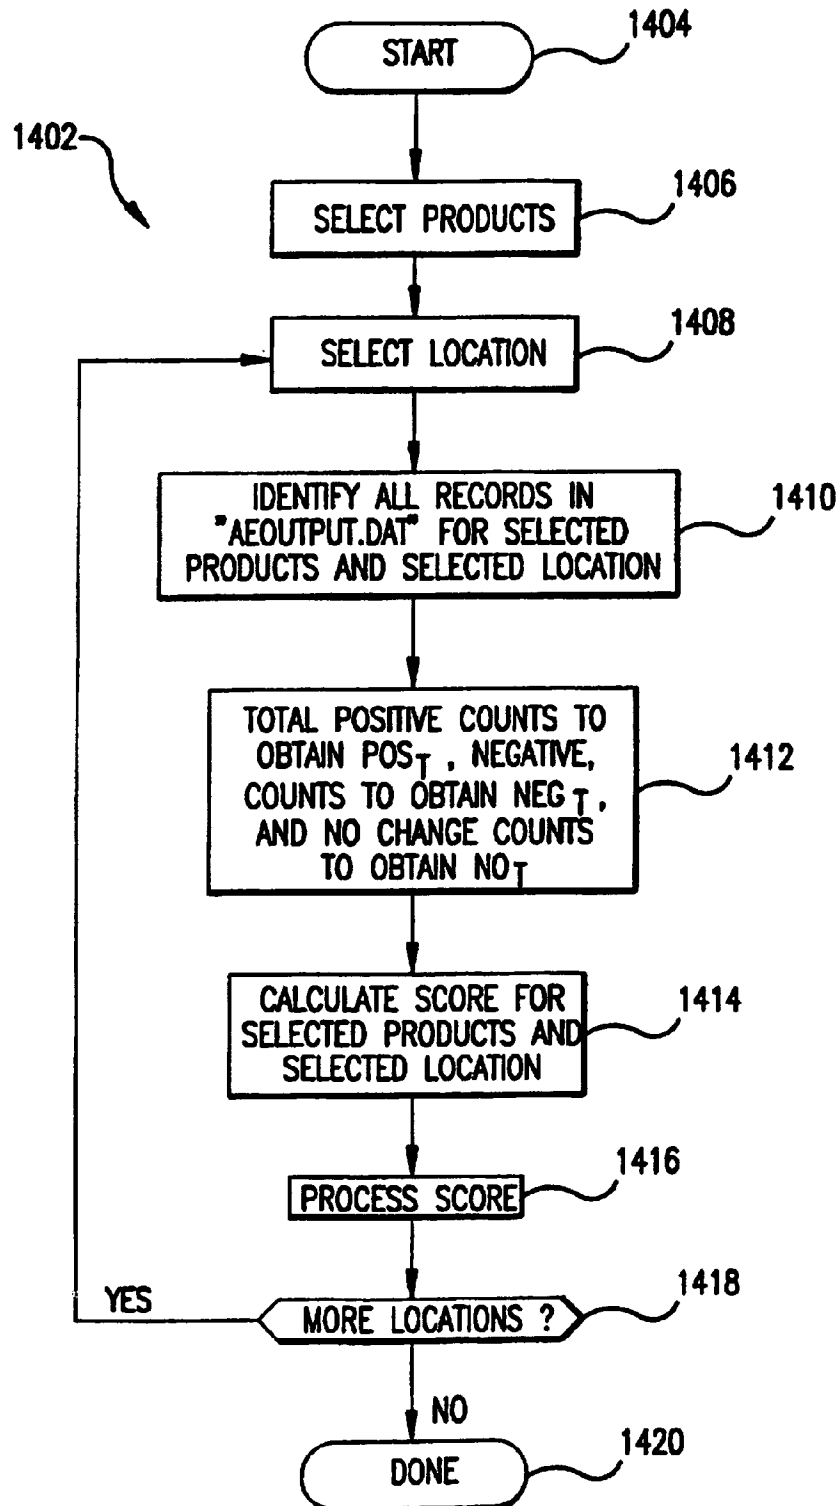 START
1404
1402
SELECT PRODUCTS
1406
SELECT LOCATION
1408
IDENTIFY ALL RECORDS IN
"AEOUTPUT.DAT" FOR SELECTED
PRODUCTS AND SELECTED LOCATION
1410
TOTAL POSITIVE COUNTS TO
OBTAIN POST, NEGATIVE,
COUNTS TO OBTAIN NEGT,
AND NO CHANGE COUNTS
TO OBTAIN NOT
1412
CALCULATE SCORE FOR
SELECTED PRODUCTS AND
SELECTED LOCATION
1414
PROCESS SCORE
1416
YES
MORE LOCATIONS ?
1418
NO
DONE
1420